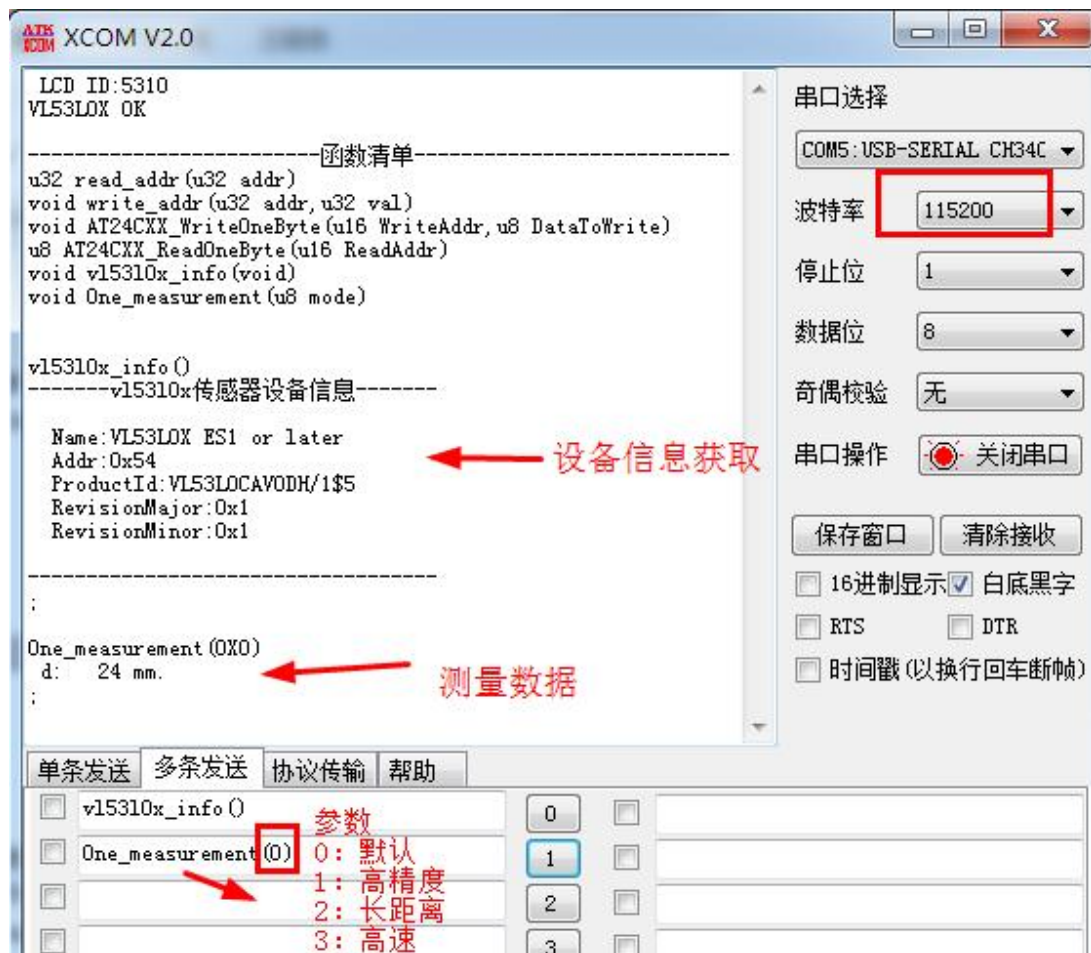 ATK XCOM XCOM V2.0
LCD ID:5310
VL53L0X OK
-------------------------函数清单---------------------------
u32 read_addr(u32 addr)
void write_addr(u32 addr,u32 val)
void AT24CXX_WriteOneByte(u16 WriteAddr,u8 DataToWrite)
u8 AT24CXX_ReadOneByte(u16 ReadAddr)
void vl53l0x_info(void)
void One_measurement(u8 mode)
vl53l0x_info()
-------vl53l0x传感器设备信息-------
Name:VL53L0X ES1 or later
Addr:0x54
ProductId:VL53L0CAV0DH/1$5
RevisionMajor:0x1
RevisionMinor:0x1
-----------------------------------
;
One_measurement(0X0)
d: 24 mm.
;
设备信息获取
测量数据
串口选择
COM5:USB-SERIAL CH34C
波特率 115200
停止位 1
数据位 8
奇偶校验 无
串口操作 关闭串口
保存窗口 清除接收
16进制显示 白底黑字
RTS DTR
时间戳(以换行回车断帧)
单条发送 多条发送 协议传输 帮助
vl53l0x_info() 0
One_measurement(0) 1
2
3
参数
0：默认
1：高精度
2：长距离
3：高速